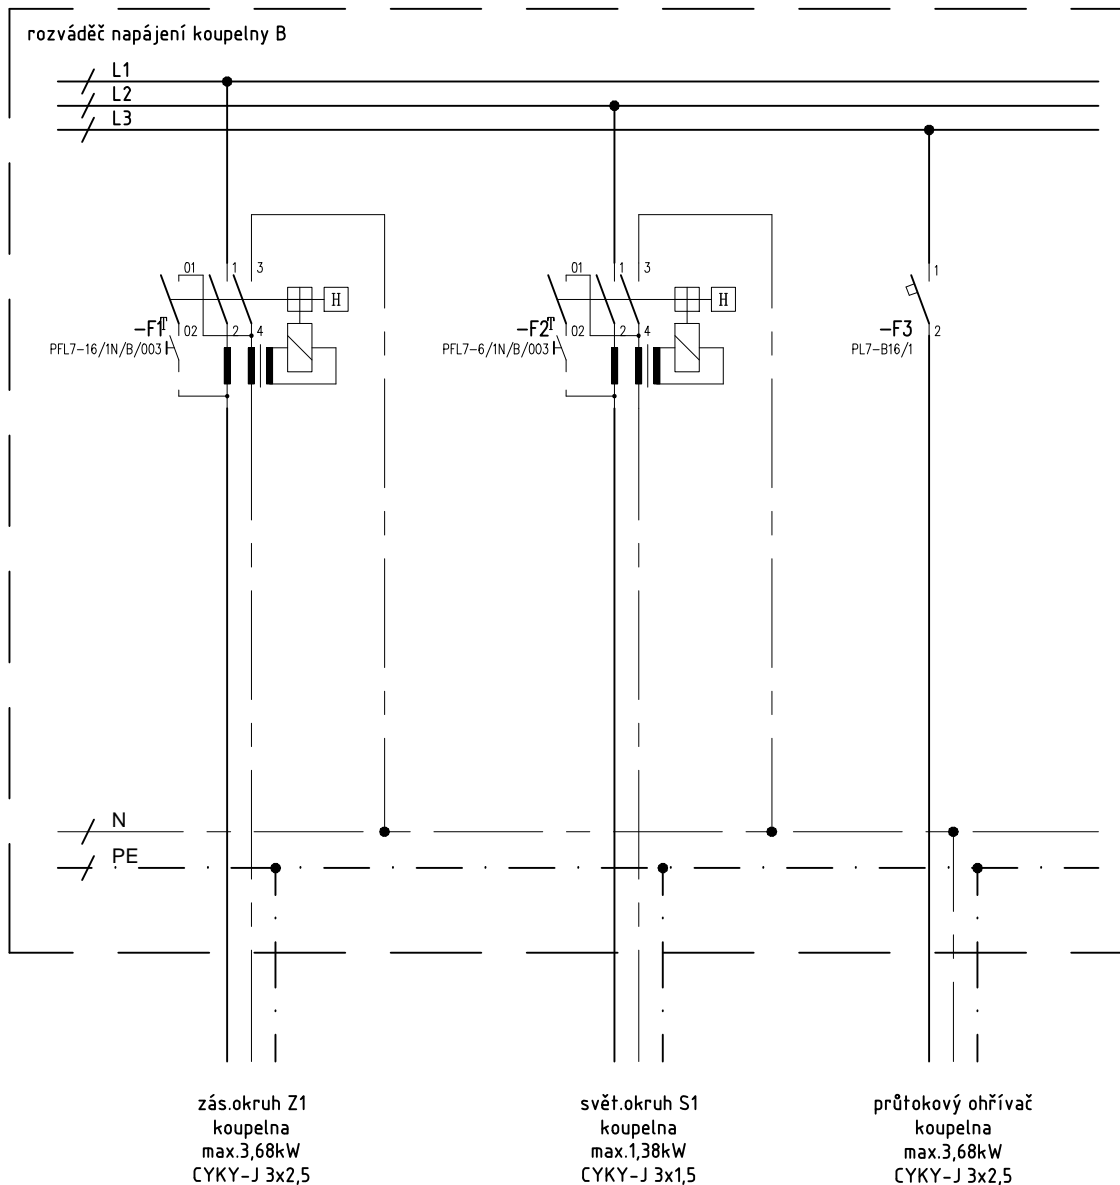 rozváděč napájení koupelny B
L1
L2
L3
01 1 3
H
-F1 T 02 2 4
PFL7-16/1N/B/003
01 1 3
H
-F2 T 02 2 4
PFL7-6/1N/B/003
1
-F3 2
PL7-B16/1
N
PE
zás.okruh Z1
koupelna
max.3,68kW
CYKY-J 3x2,5
svět.okruh S1
koupelna
max.1,38kW
CYKY-J 3x1,5
průtokový ohřívač
koupelna
max.3,68kW
CYKY-J 3x2,5